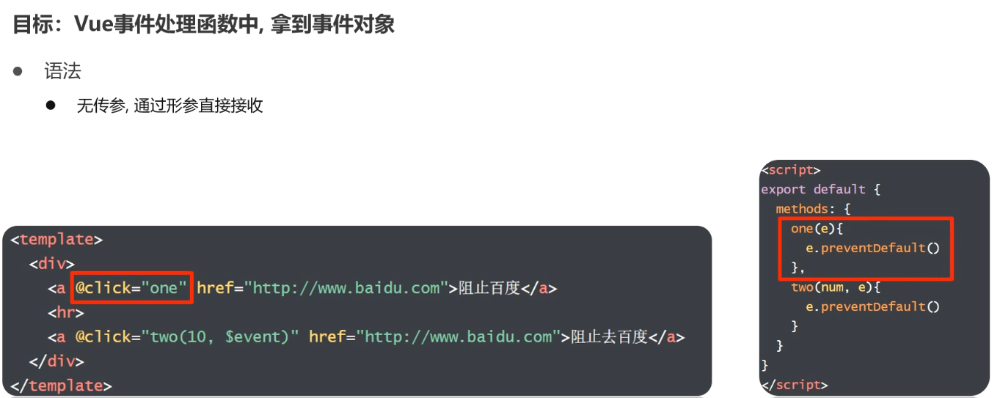 目标：Vue事件处理函数中, 拿到事件对象
语法
无传参, 通过形参直接接收
<template>
<div>
<a @click="one" href="http://www.baidu.com">阻止百度</a>
<hr>
<a @click="two(10, $event)" href="http://www.baidu.com">阻止去百度</a>
</div>
</template>
<script>
export default {
methods: {
one(e){
e.preventDefault()
},
two(num, e){
e.preventDefault()
}
}
}
</script>